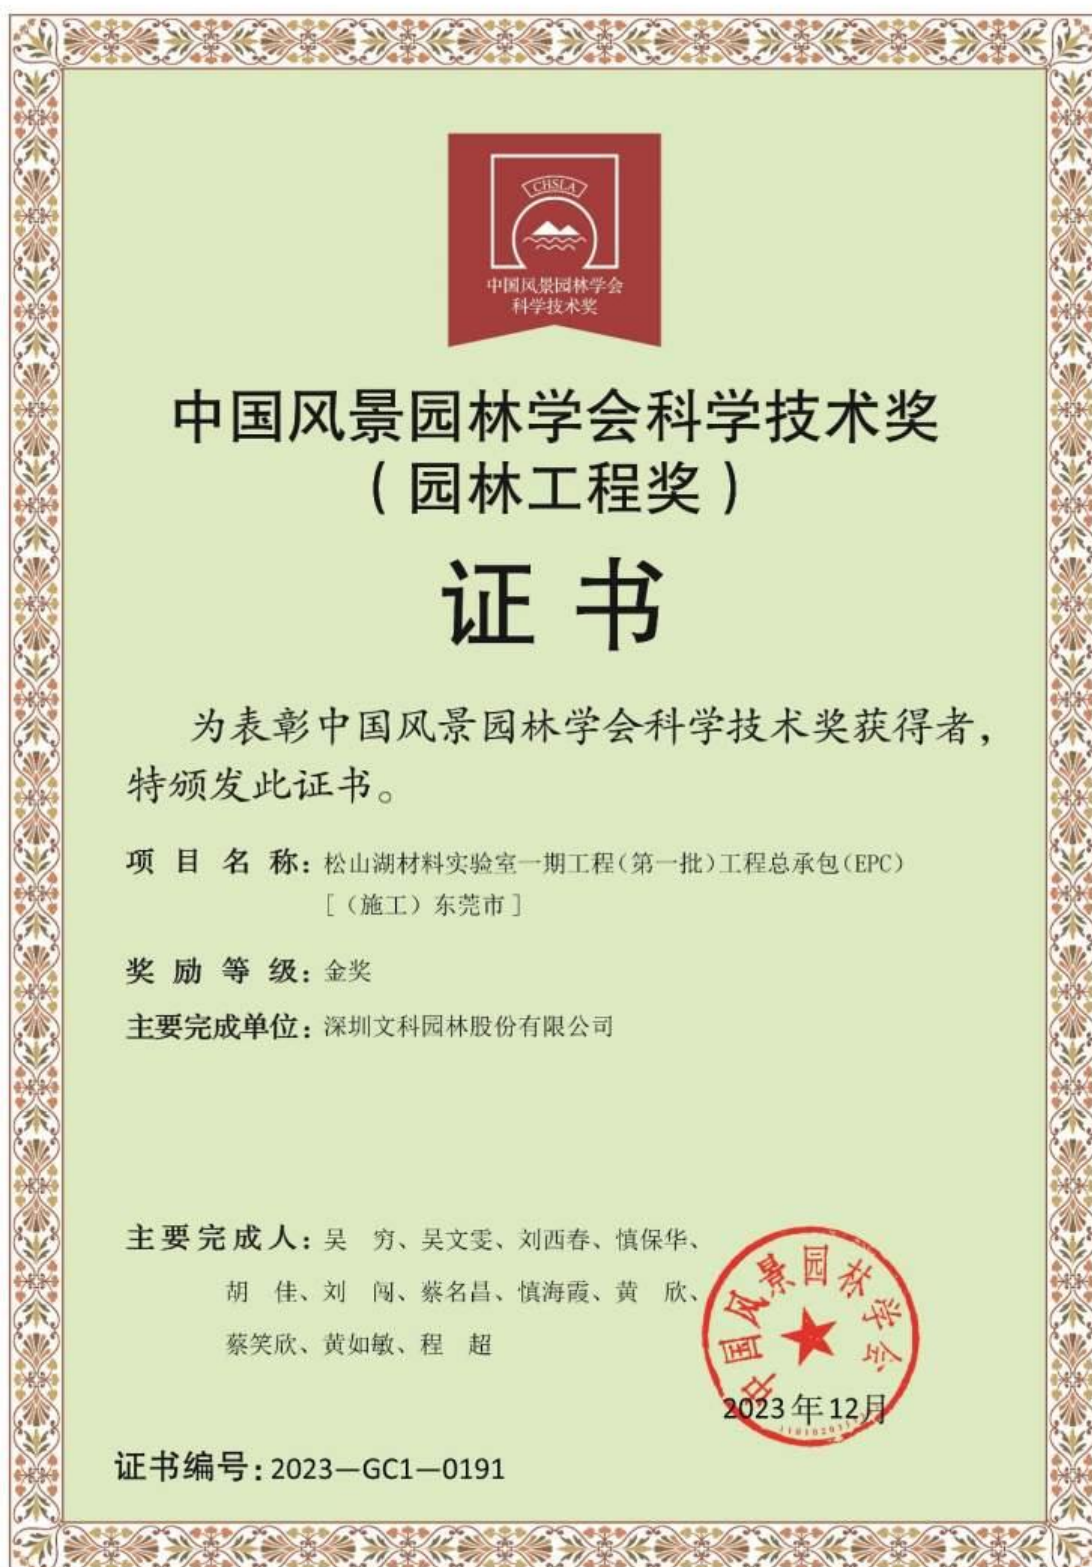 CHSLA
中国风景园林学会
科学技术奖
中国风景园林学会科学技术奖
（园林工程奖）
证书
为表彰中国风景园林学会科学技术奖获得者，
特颁发此证书。
项目名称：松山湖材料实验室一期工程（第一批）工程总承包（EPC）
［（施工）东莞市］
奖励等级：金奖
主要完成单位：深圳文科园林股份有限公司
主要完成人：吴 穷、吴文雯、刘西春、慎保华、
胡 佳、刘 闯、蔡名昌、慎海霞、黄 欣、
蔡笑欣、黄如敏、程 超
中国风景园林学会
2023年12月
证书编号：2023—GC1—0191